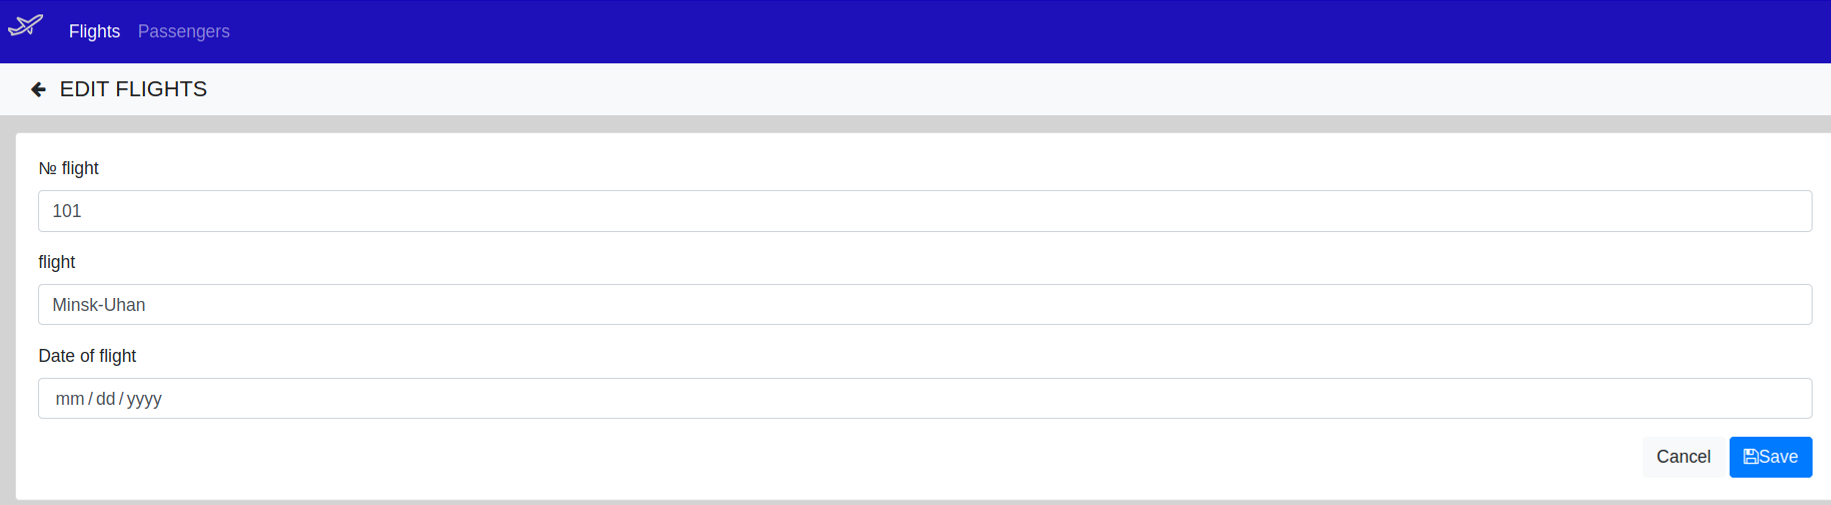 Flights Passengers
EDIT FLIGHTS
№ flight
101
flight
Minsk-Uhan
Date of flight
mm/dd/yyyy
Cancel Save